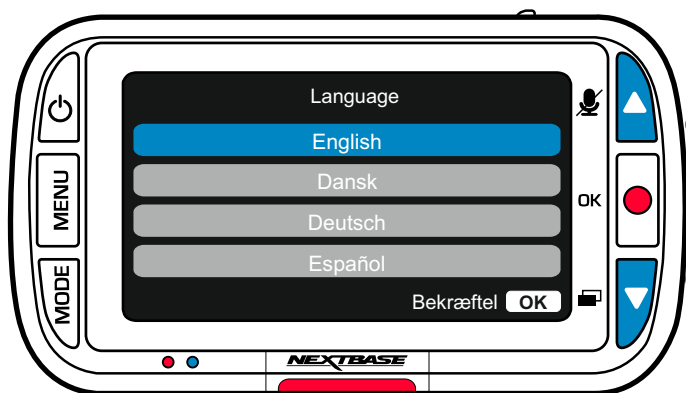 Language
English
Dansk
Deutsch
Español
Bekræftel OK
MENU
MODE
OK
NEXTBASE